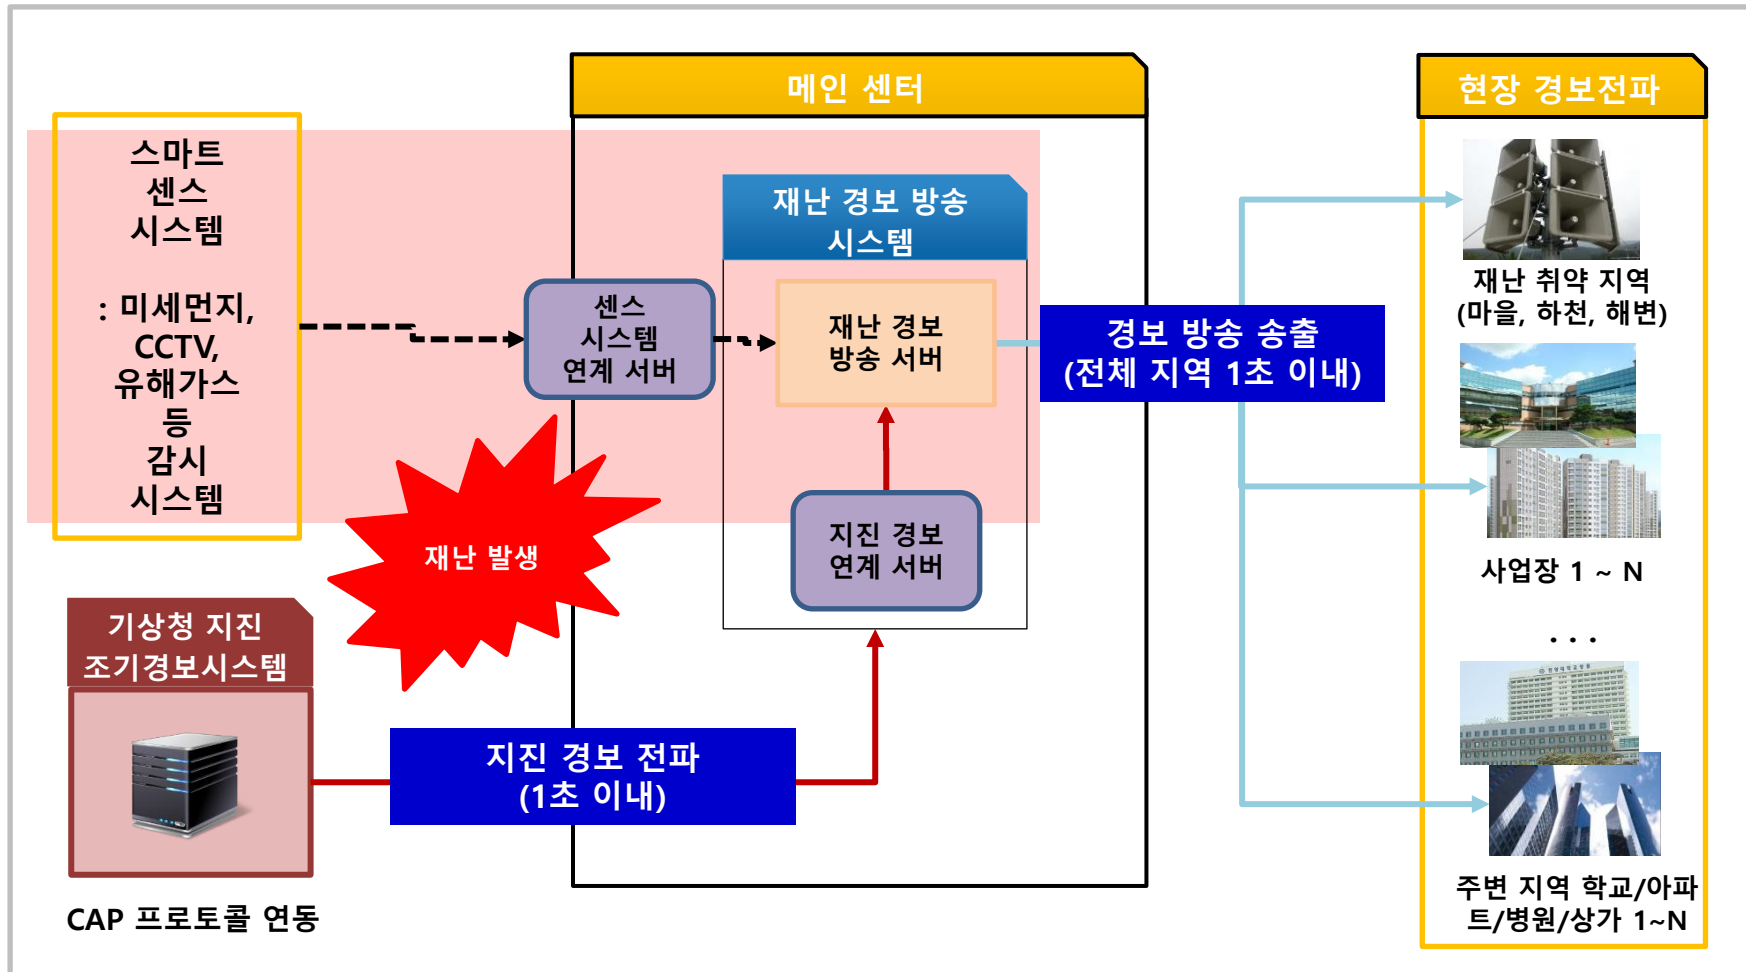 메인 센터
현장 경보전파
스마트
센스
시스템
: 미세먼지,
CCTV,
유해가스
등
감시
시스템
재난 경보 방송
시스템
센스
시스템
연계 서버
재난 경보
방송 서버
경보 방송 송출
(전체 지역 1초 이내)
재난 취약 지역
(마을, 하천, 해변)
지진 경보
연계 서버
재난 발생
사업장 1 ~ N
. . .
기상청 지진
조기경보시스템
지진 경보 전파
(1초 이내)
CAP 프로토콜 연동
주변 지역 학교/아파
트/병원/상가 1~N